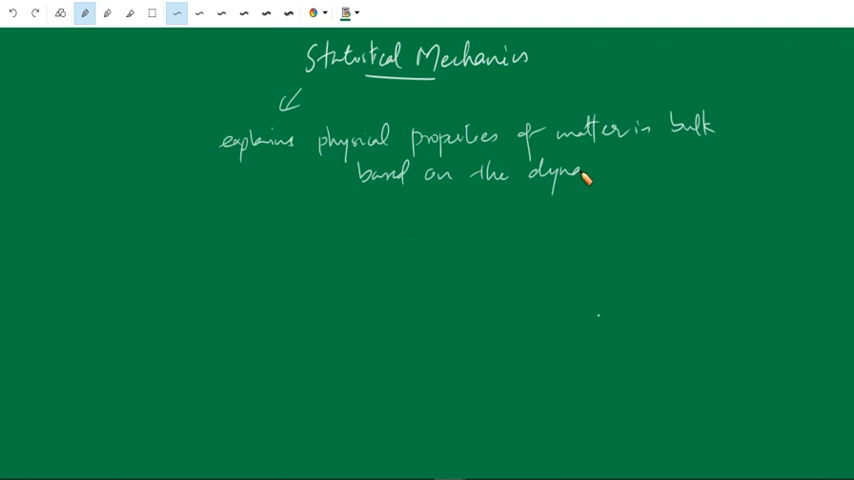 Statistical Mechanics
explains physical properties of matter in bulk
based on the dyna